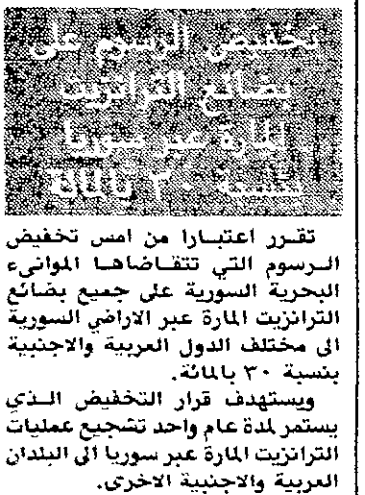 تخفيض الرسوم على
بضائع الترانزيت
المارة عبر سوريا
بنسبة ٣٠ بالمائة
تقرر اعتبارا من امس تخفيض
الرسوم التي تتقاضاها الموانىء
البحرية السورية على جميع بضائع
الترانزيت المارة عبر الاراضي السورية
الى مختلف الدول العربية والاجنبية
بنسبة ٣٠ بالمائة.
ويستهدف قرار التخفيض الذي
يستمر لمدة عام واحد تشجيع عمليات
الترانزيت المارة عبر سوريا الى البلدان
العربية والاجنبية الاخرى.